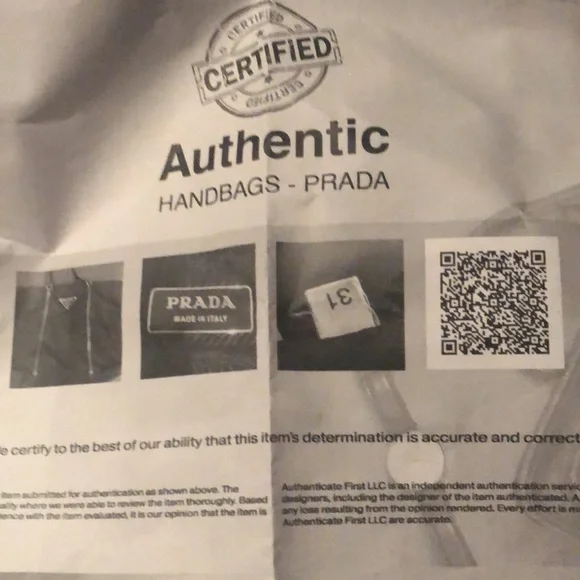 CERTIFIED
CERTIFIED
CERTIFIED
Authentic
HANDBAGS - PRADA
PRADA
MADE IN ITALY
31
e certify to the best of our ability that this item's determination is accurate and correct
item submitted for authentication as shown above. The
ality where we were able to review the item thoroughly. Based
ience with the item evaluated, it is our opinion that the item is
Authenticate First LLC is an independent authentication servic
designers, including the designer of the item authenticated. A
any loss resulting from the opinion rendered. Every effort is m
Authenticate First LLC are accurate.